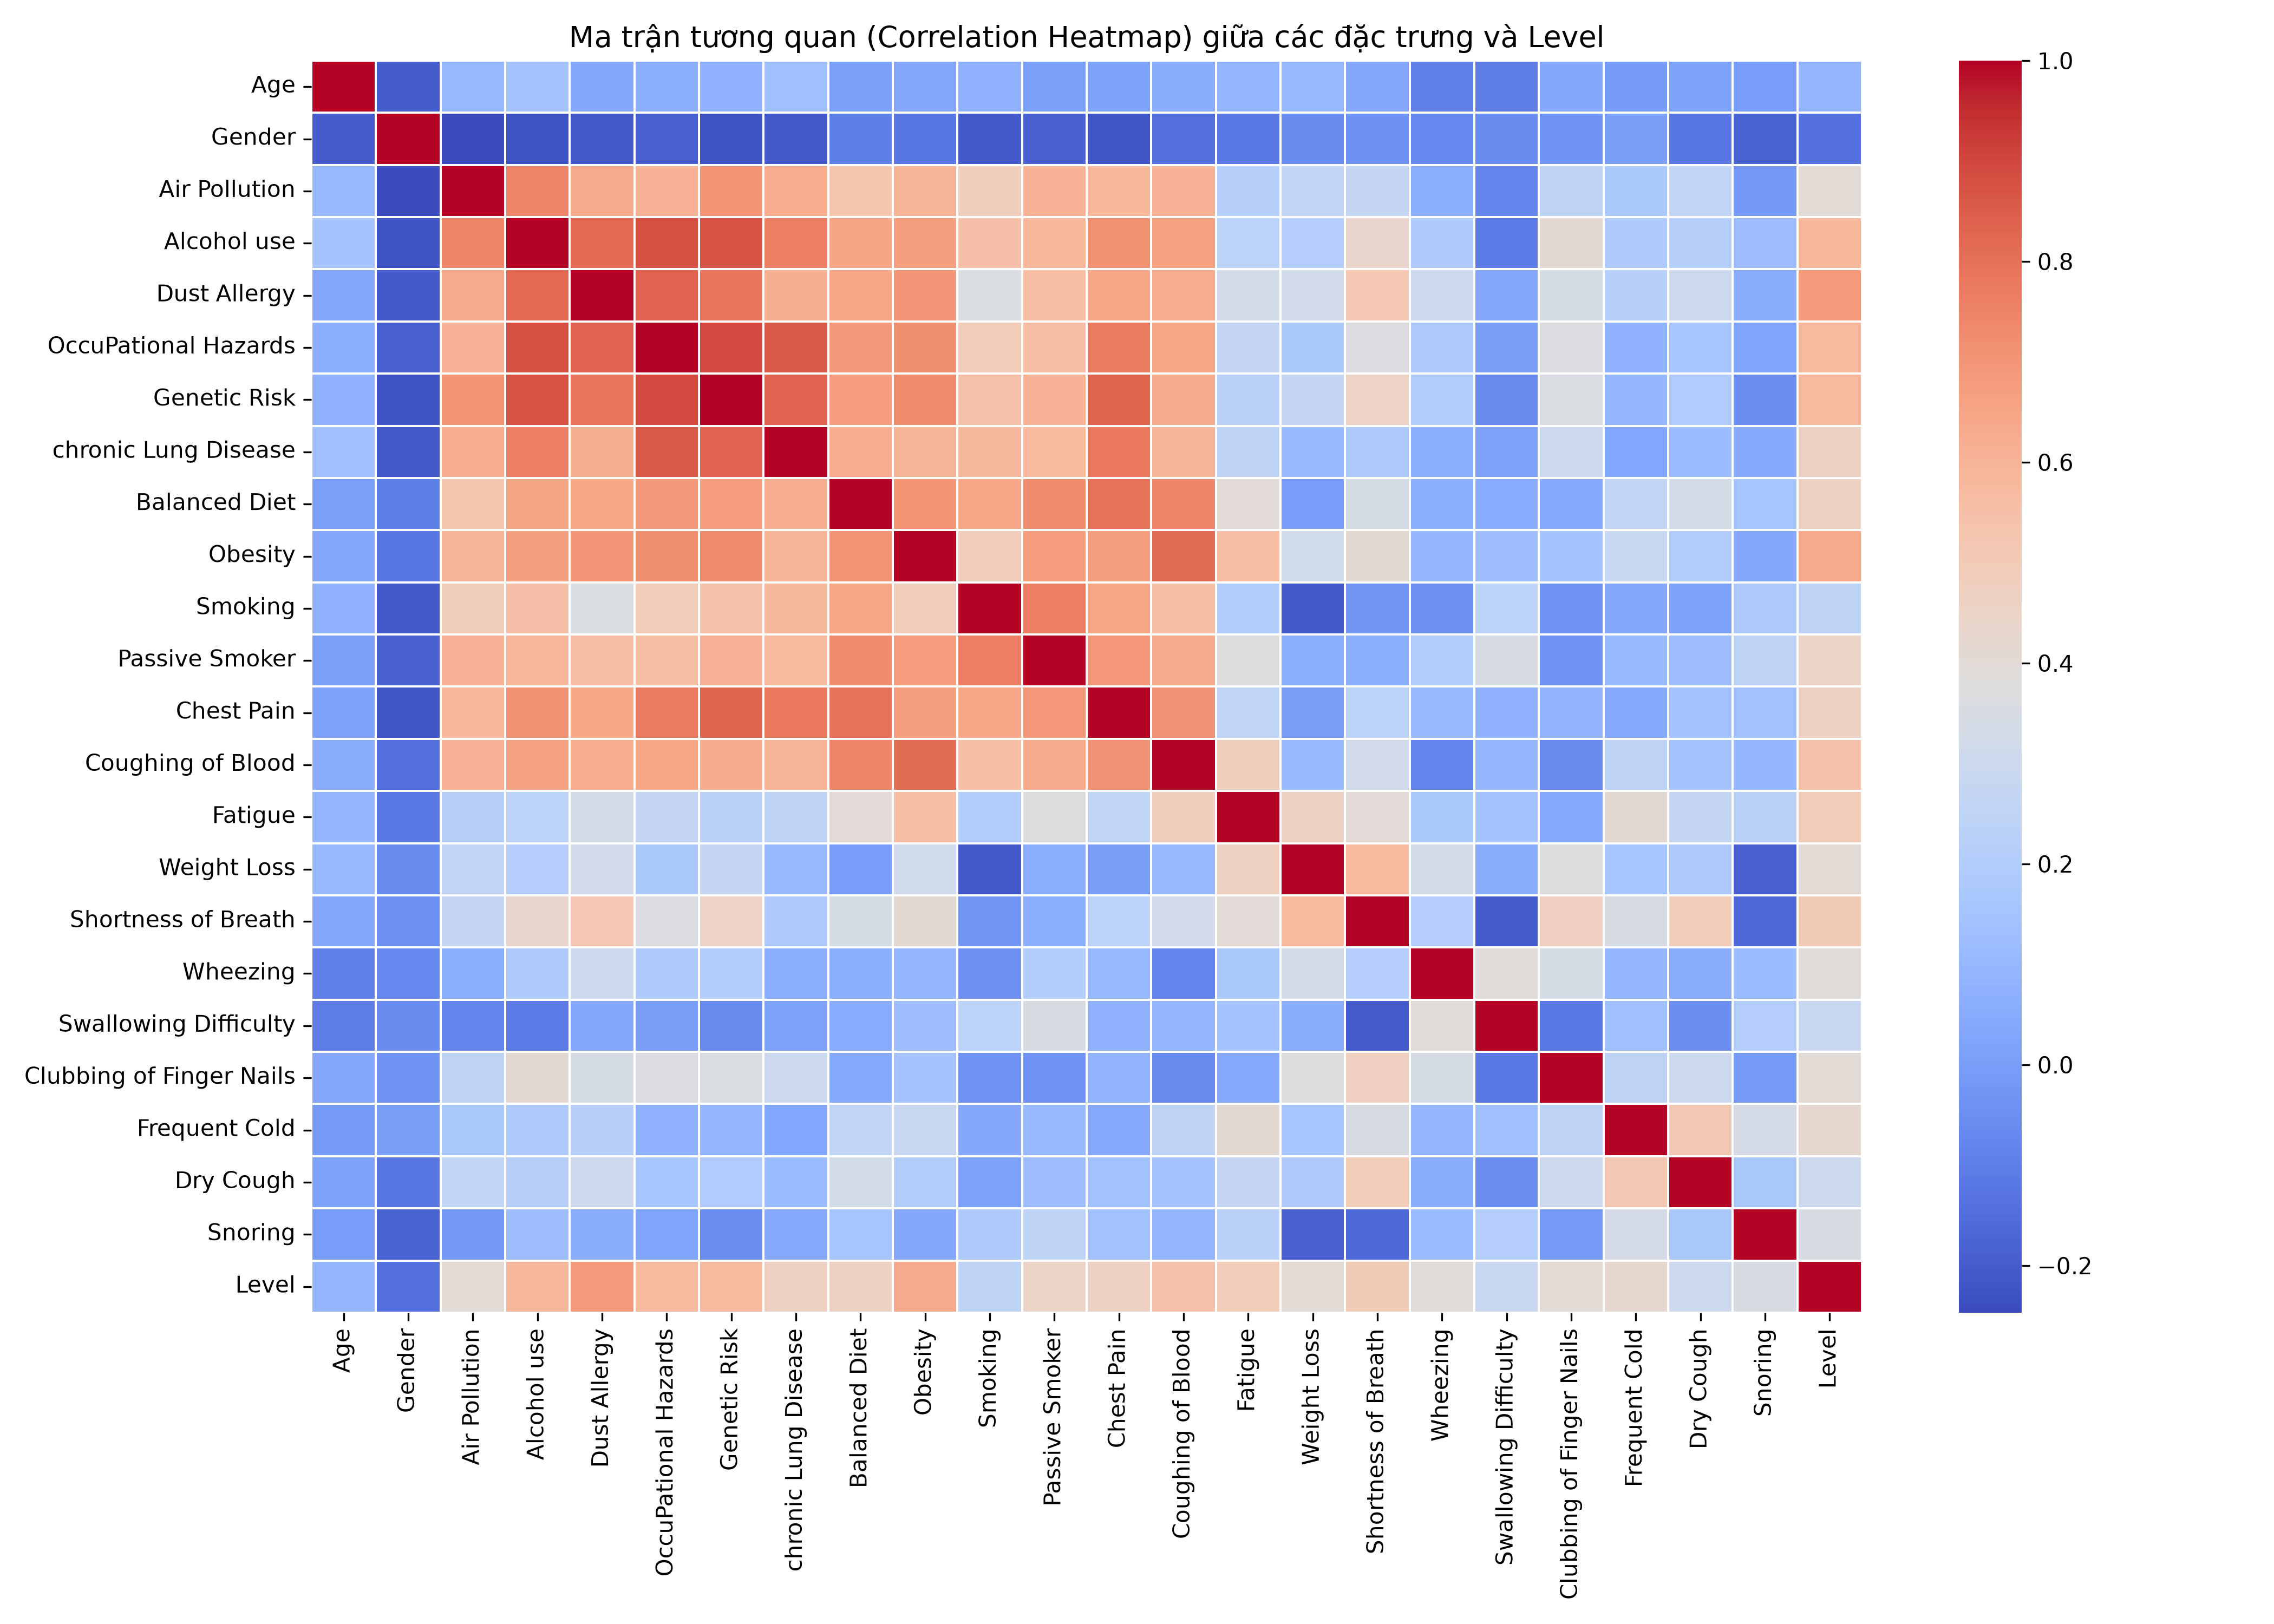 Ma trận tương quan (Correlation Heatmap) giữa các đặc trưng và Level
Age
Gender
Air Pollution
Alcohol use
Dust Allergy
OccuPational Hazards
Genetic Risk
chronic Lung Disease
Balanced Diet
Obesity
Smoking
Passive Smoker
Chest Pain
Coughing of Blood
Fatigue
Weight Loss
Shortness of Breath
Wheezing
Swallowing Difficulty
Clubbing of Finger Nails
Frequent Cold
Dry Cough
Snoring
Level
Age
Gender
Air Pollution
Alcohol use
Dust Allergy
OccuPational Hazards
Genetic Risk
chronic Lung Disease
Balanced Diet
Obesity
Smoking
Passive Smoker
Chest Pain
Coughing of Blood
Fatigue
Weight Loss
Shortness of Breath
Wheezing
Swallowing Difficulty
Clubbing of Finger Nails
Frequent Cold
Dry Cough
Snoring
Level
1.0
0.8
0.6
0.4
0.2
0.0
−0.2